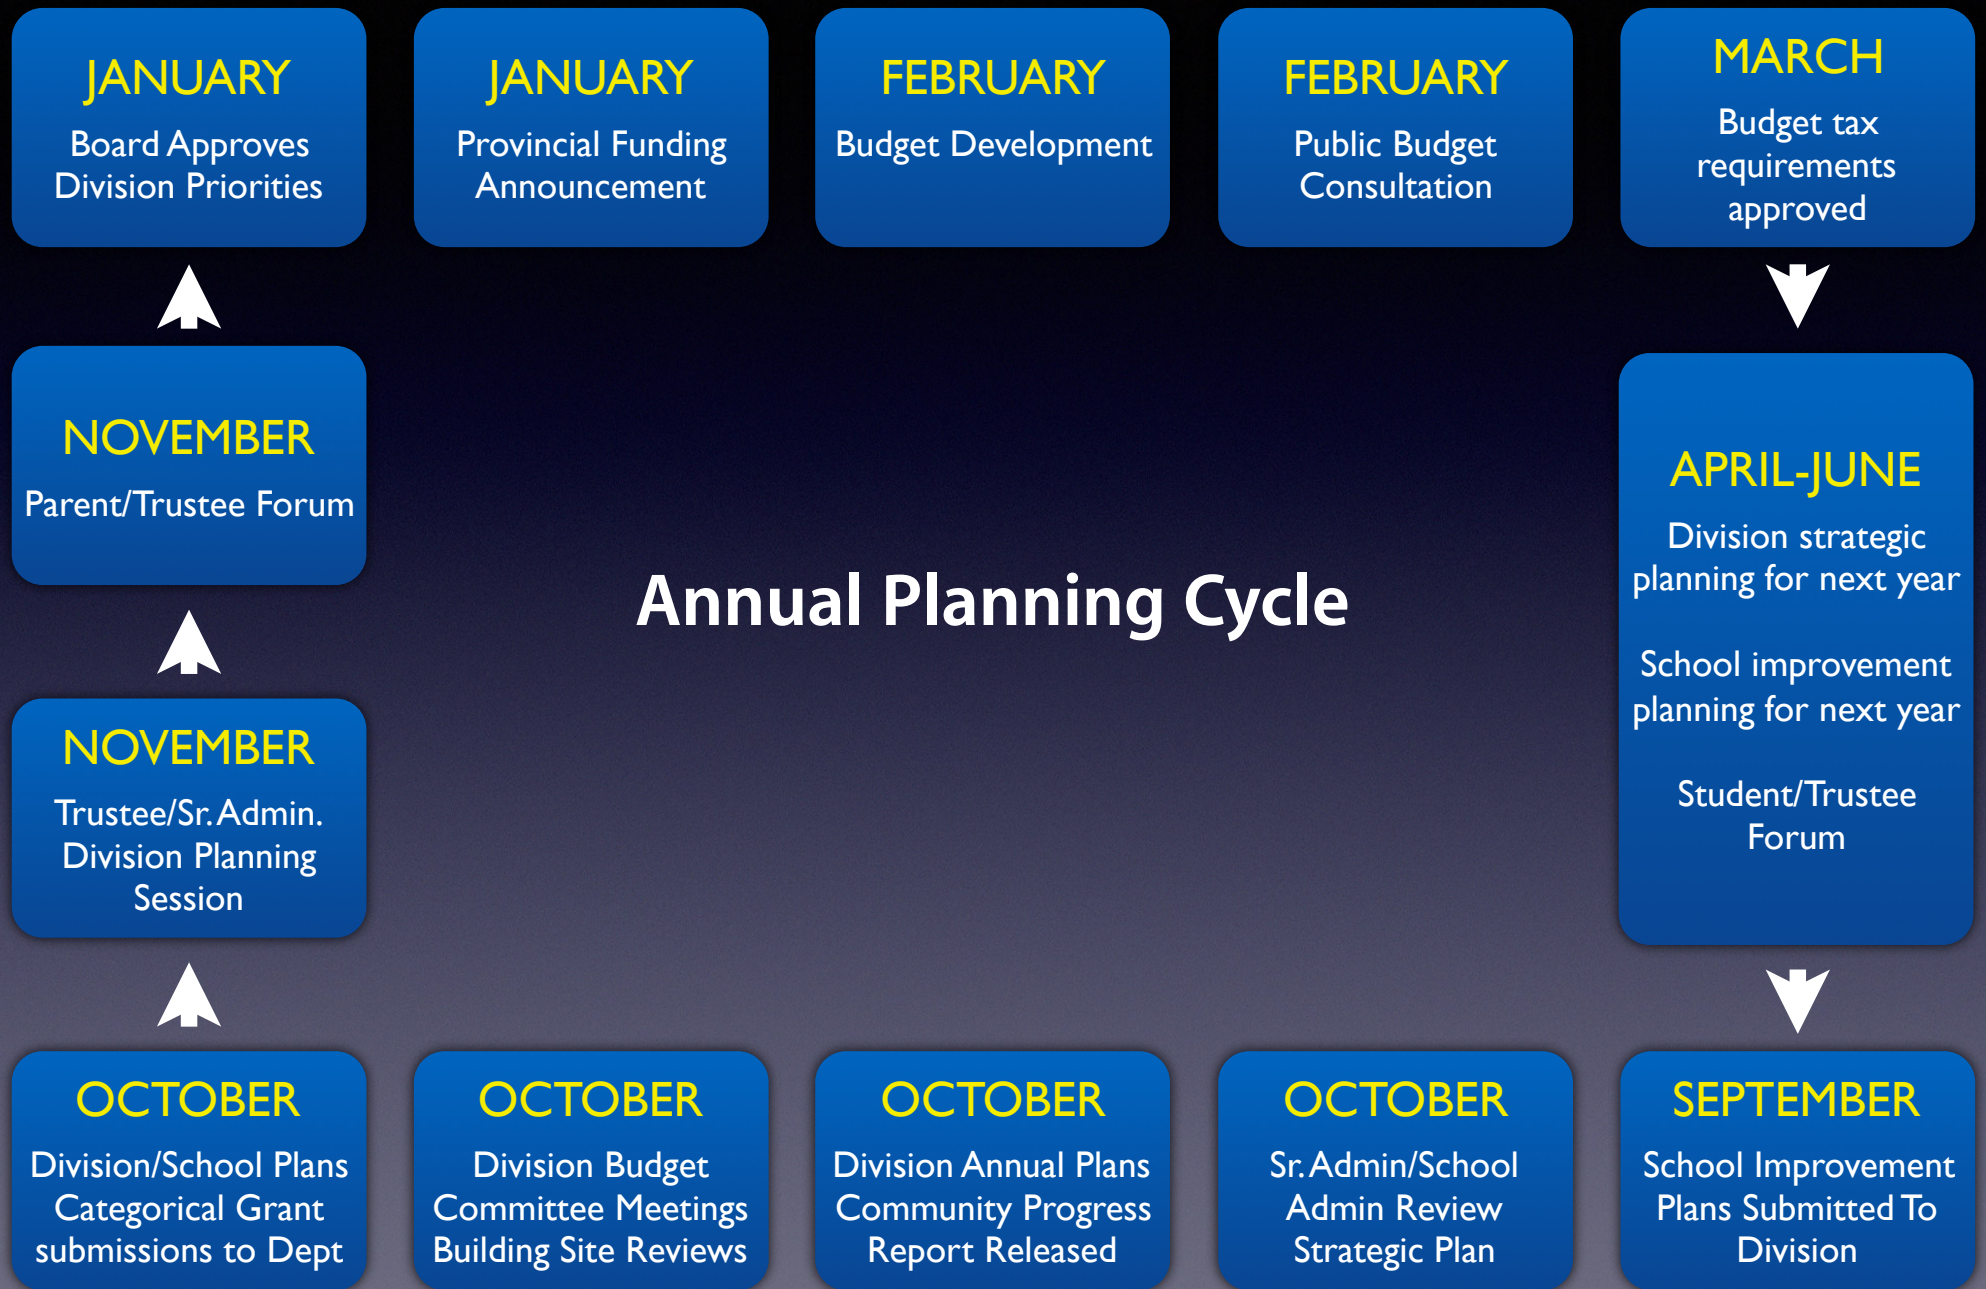 JANUARY
Board Approves
Division Priorities
JANUARY
Provincial Funding
Announcement
FEBRUARY
Budget Development
FEBRUARY
Public Budget
Consultation
MARCH
Budget tax
requirements
approved
NOVEMBER
Parent/Trustee Forum
Annual Planning Cycle
APRIL-JUNE
Division strategic
planning for next year
School improvement
planning for next year
Student/Trustee
Forum
NOVEMBER
Trustee/Sr. Admin.
Division Planning
Session
OCTOBER
Division/School Plans
Categorical Grant
submissions to Dept
OCTOBER
Division Budget
Committee Meetings
Building Site Reviews
OCTOBER
Division Annual Plans
Community Progress
Report Released
OCTOBER
Sr. Admin/School
Admin Review
Strategic Plan
SEPTEMBER
School Improvement
Plans Submitted To
Division